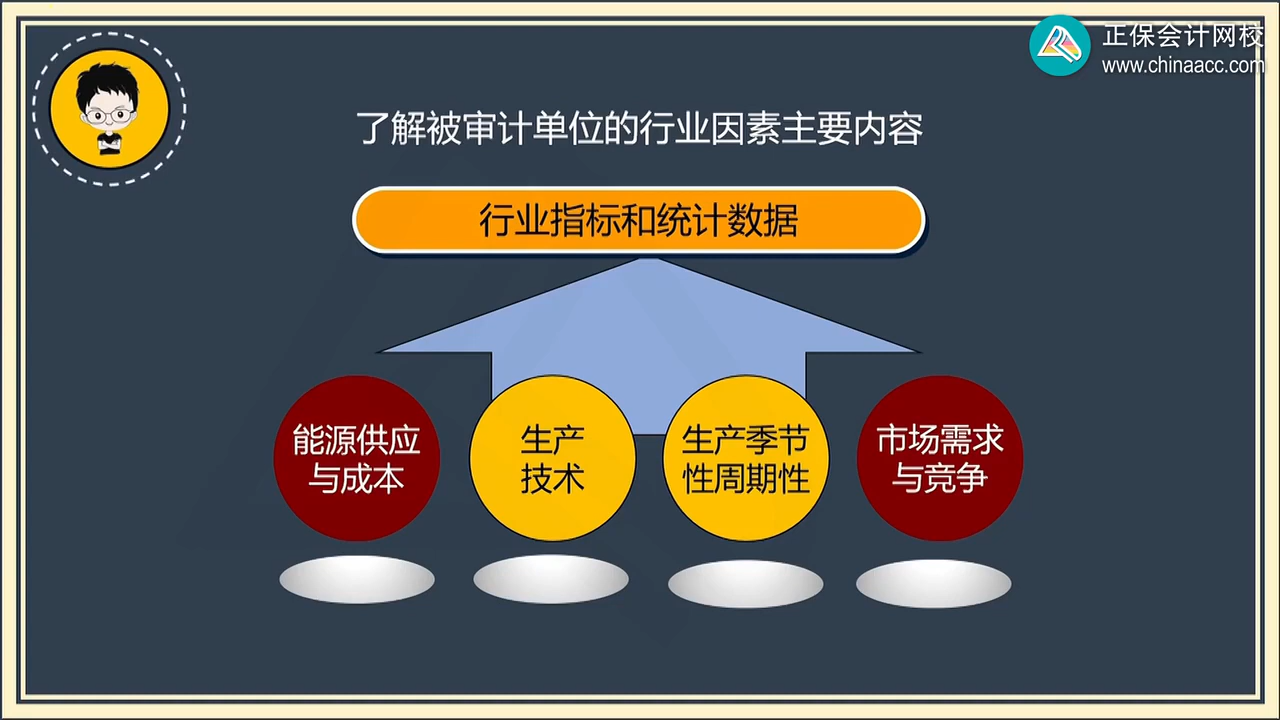 正保会计网校
www.chinaacc.com
了解被审计单位的行业因素主要内容
行业指标和统计数据
能源供应
与成本
生产
技术
生产季节
性周期性
市场需求
与竞争